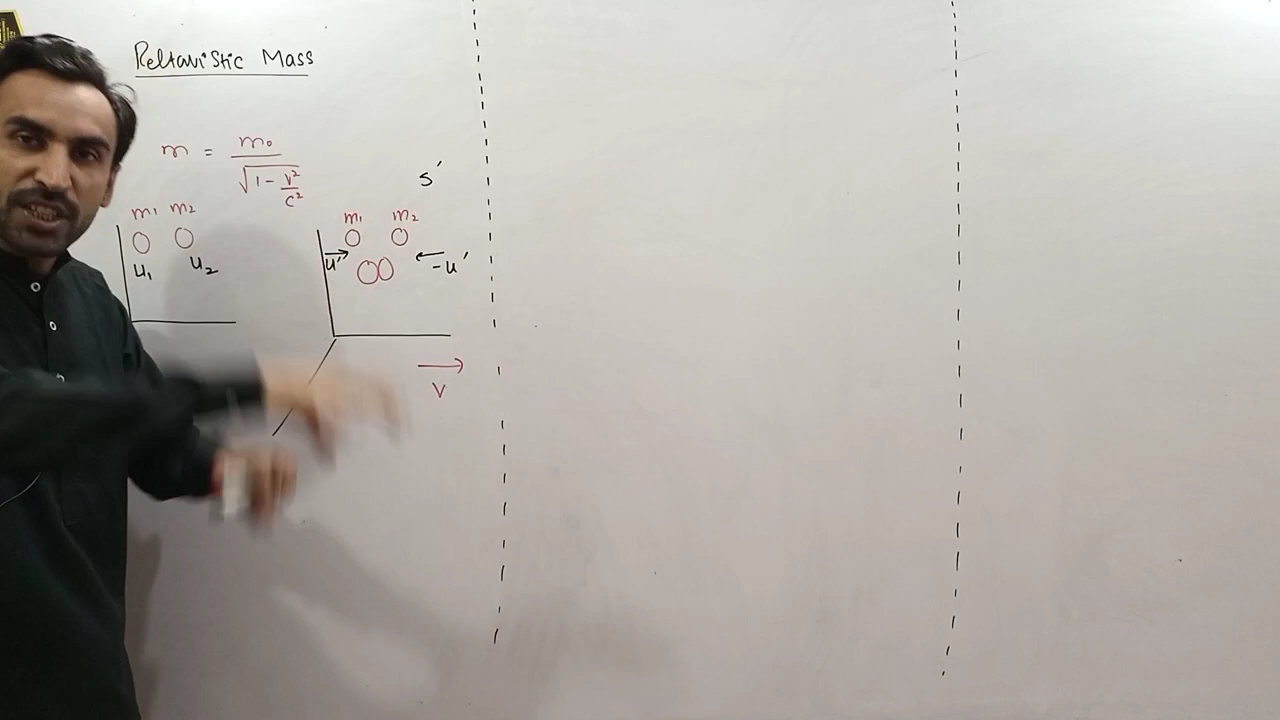 Reltavistic Mass
m = m₀ / √(1 - v²/c²)
s'
m₁ m₂
u₁ u₂
m₁ m₂
u' -u'
v